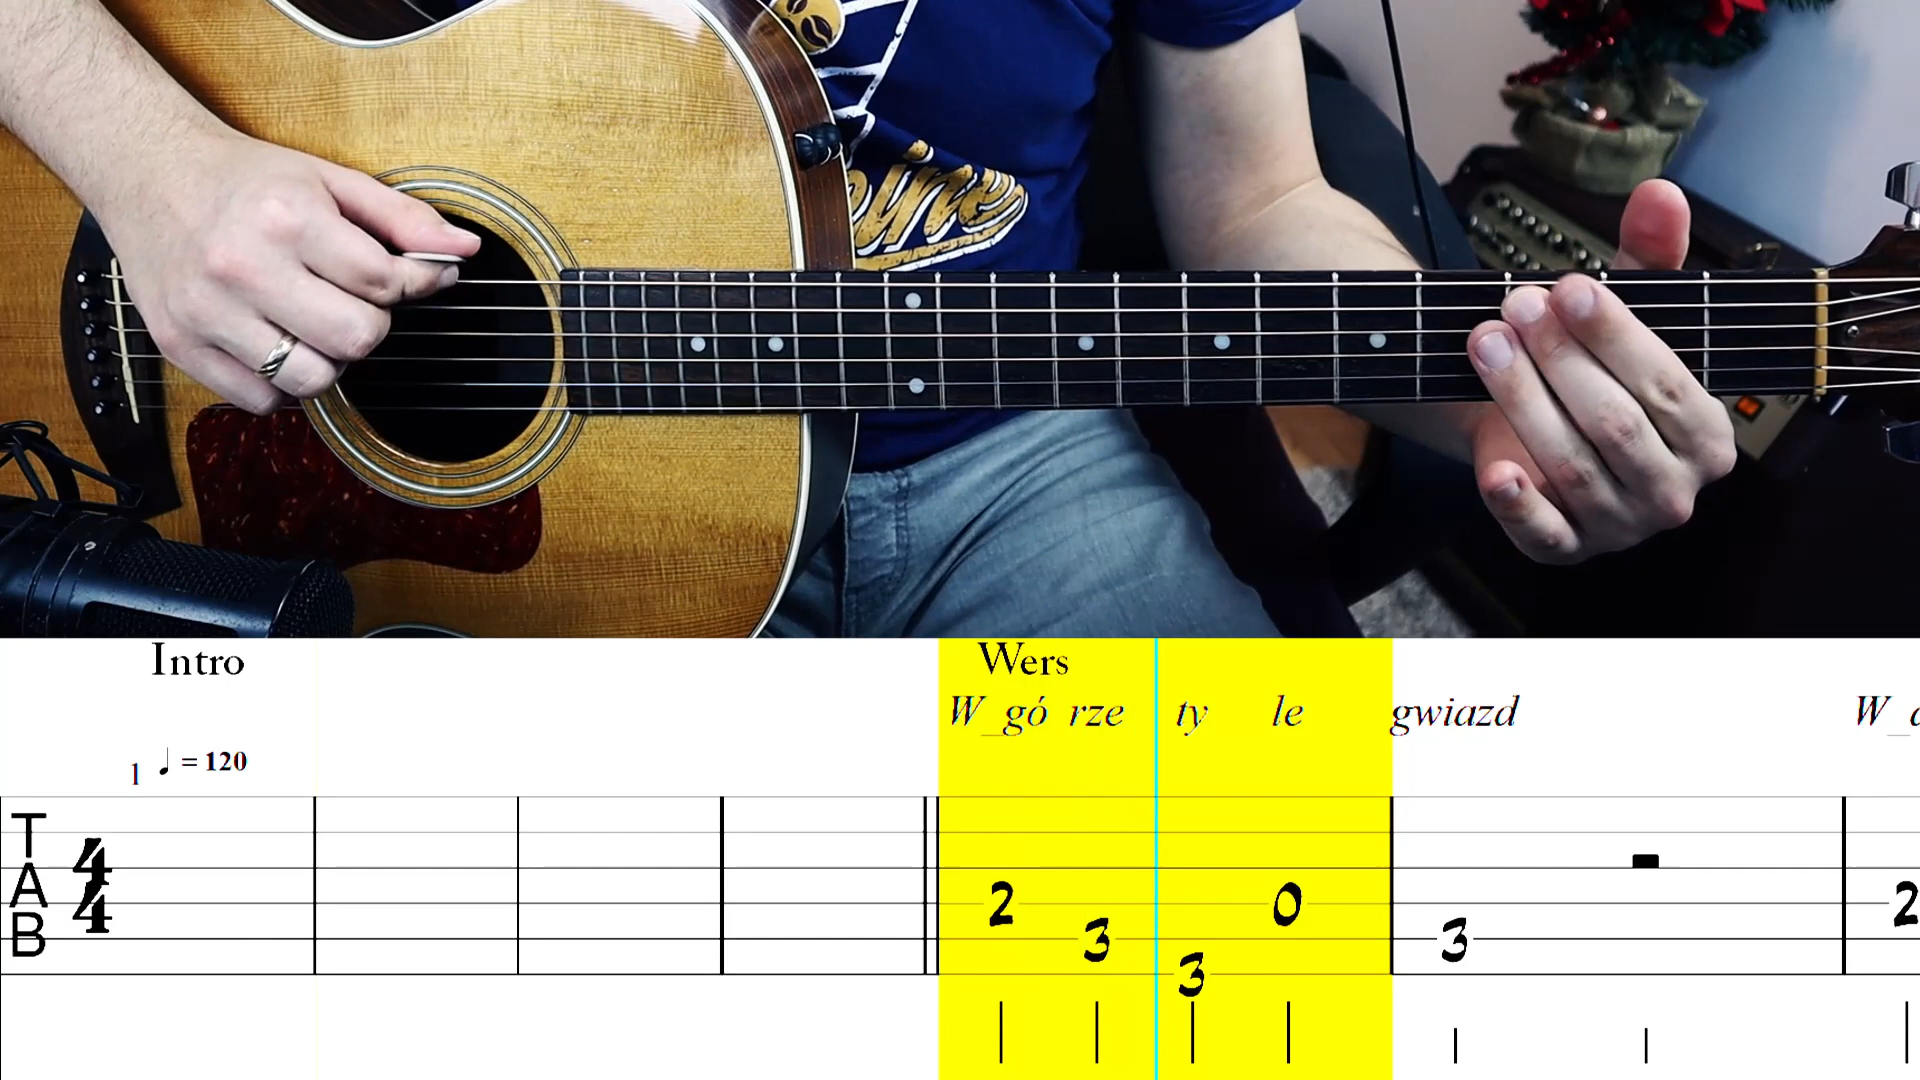 Intro Wers
W_gó rze ty le gwiazd W_
1 ♩ = 120
T
A
B
4
4
2 3 3 0 3 2